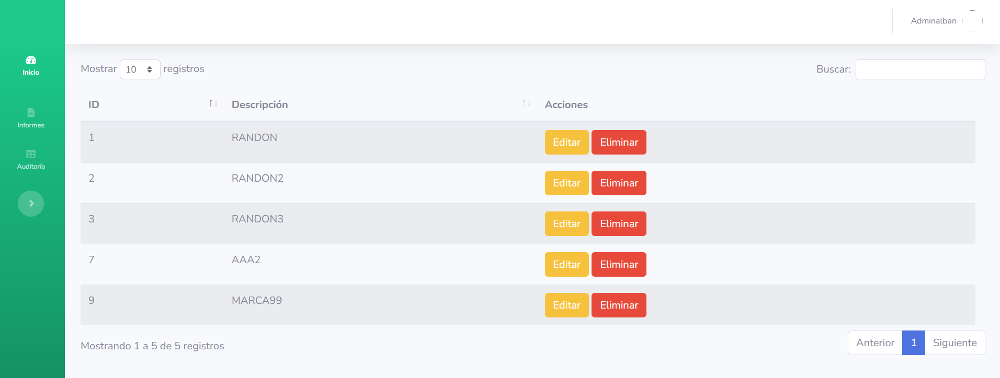 Adminalban
Inicio
Informes
Auditoría
Mostrar 10 registros
Buscar:
ID Descripción Acciones
1 RANDON Editar Eliminar
2 RANDON2 Editar Eliminar
3 RANDON3 Editar Eliminar
7 AAA2 Editar Eliminar
9 MARCA99 Editar Eliminar
Mostrando 1 a 5 de 5 registros
Anterior 1 Siguiente